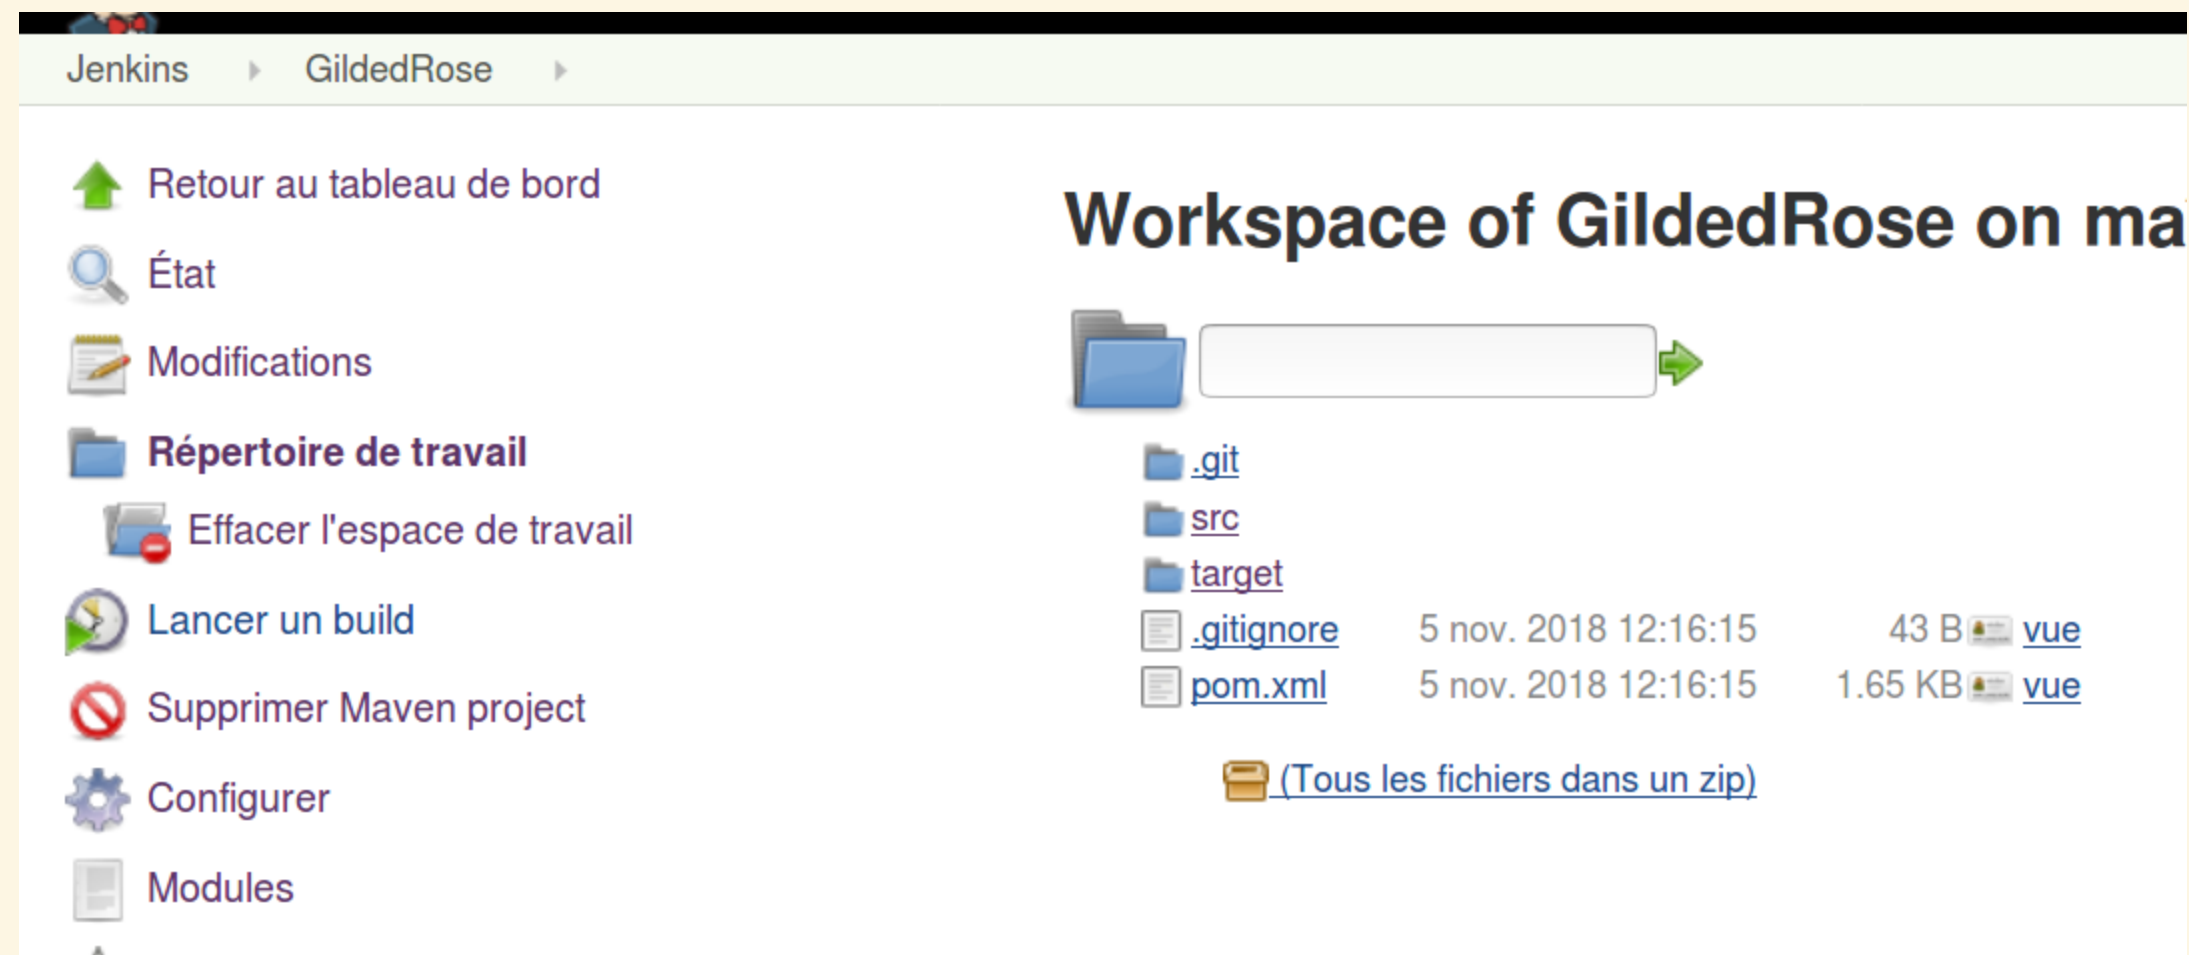 Jenkins GildedRose
Retour au tableau de bord
État
Modifications
Répertoire de travail
Effacer l'espace de travail
Lancer un build
Supprimer Maven project
Configurer
Modules
Workspace of GildedRose on ma
.git
src
target
.gitignore 5 nov. 2018 12:16:15 43 B vue
pom.xml 5 nov. 2018 12:16:15 1.65 KB vue
(Tous les fichiers dans un zip)